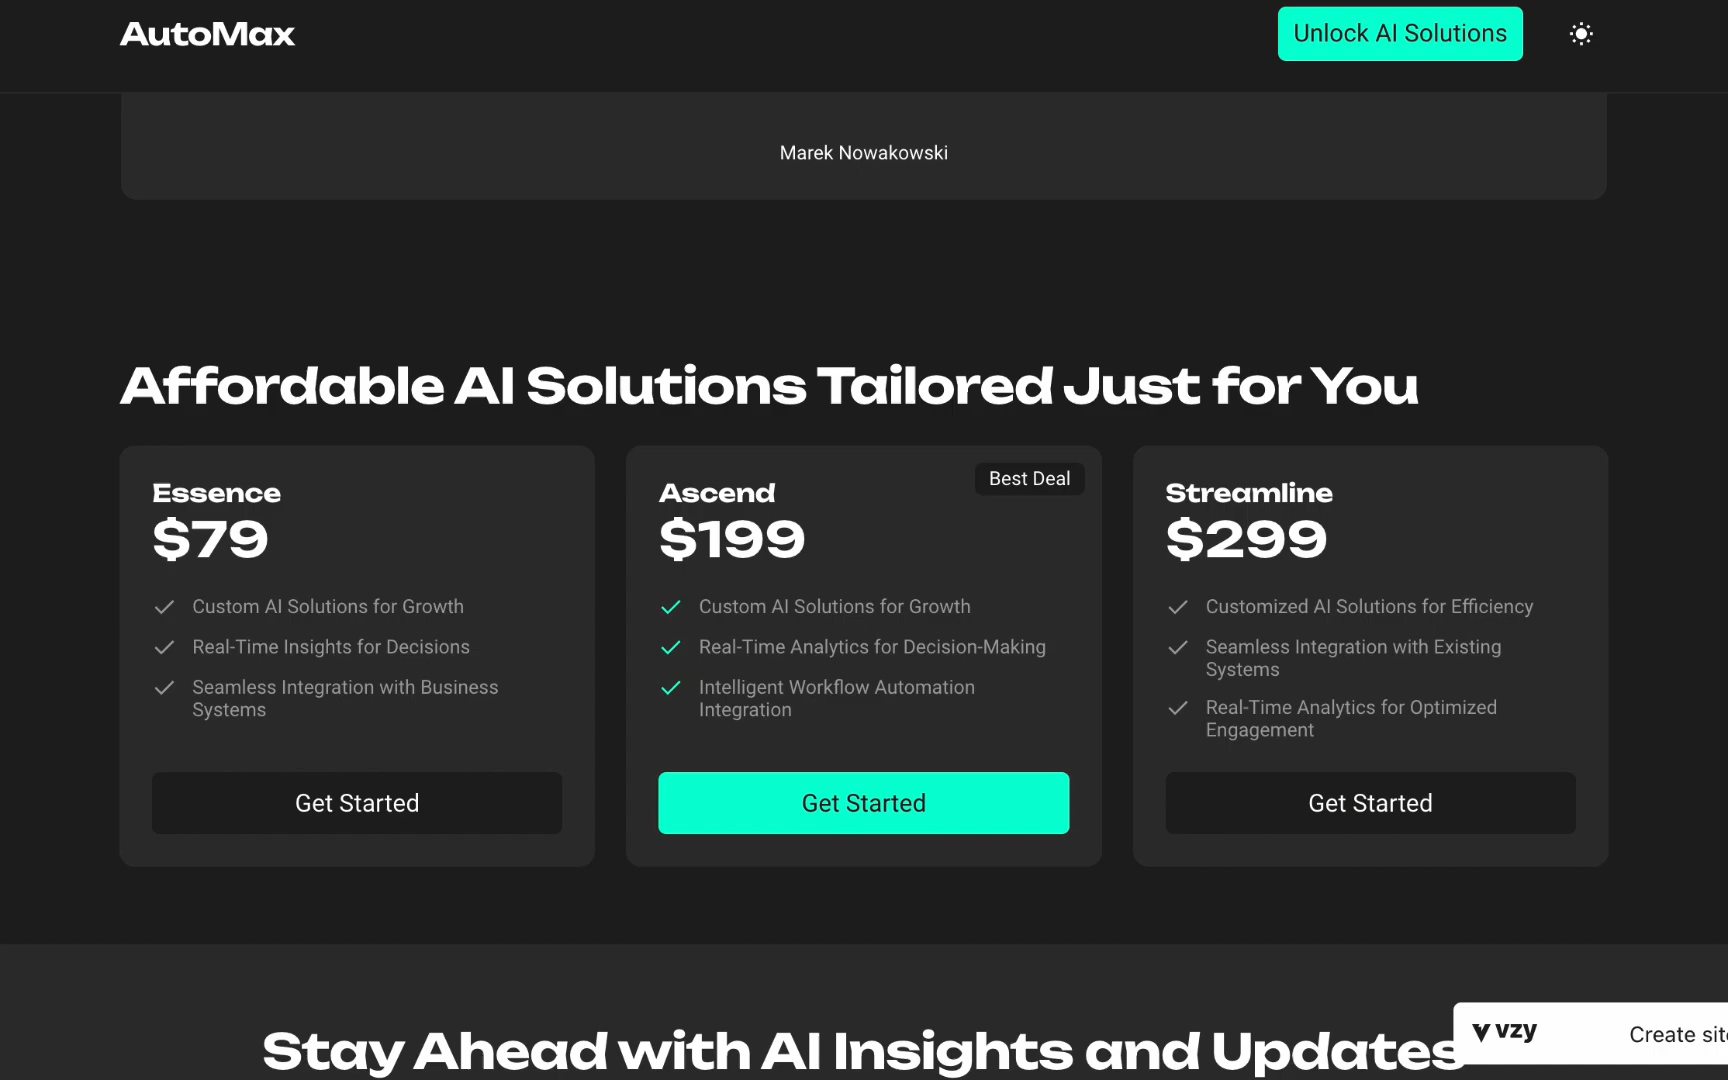 AutoMax
Unlock AI Solutions
Marek Nowakowski
Affordable AI Solutions Tailored Just for You
Essence
$79
Custom AI Solutions for Growth
Real-Time Insights for Decisions
Seamless Integration with Business
Systems
Get Started
Best Deal
Ascend
$199
Custom AI Solutions for Growth
Real-Time Analytics for Decision-Making
Intelligent Workflow Automation
Integration
Get Started
Streamline
$299
Customized AI Solutions for Efficiency
Seamless Integration with Existing
Systems
Real-Time Analytics for Optimized
Engagement
Get Started
Stay Ahead with AI Insights and Updates
vzy
Create